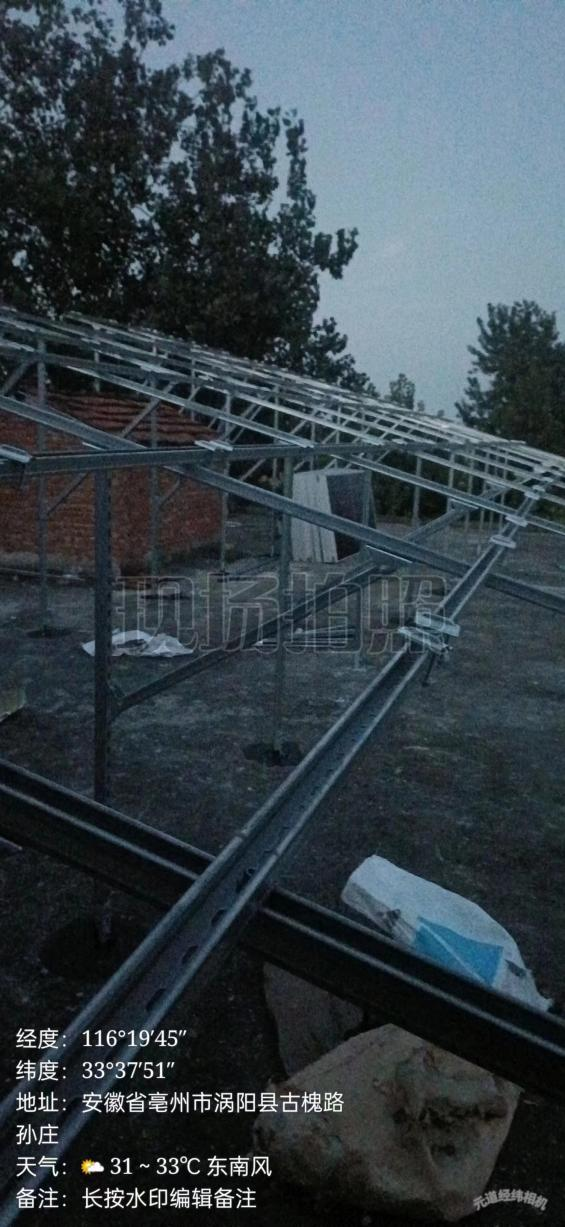 现场拍照
经度：116°19′45″
纬度：33°37′51″
地址：安徽省亳州市涡阳县古槐路
孙庄
天气：⛅ 31 ~ 33℃ 东南风
备注：长按水印编辑备注
元道经纬相机